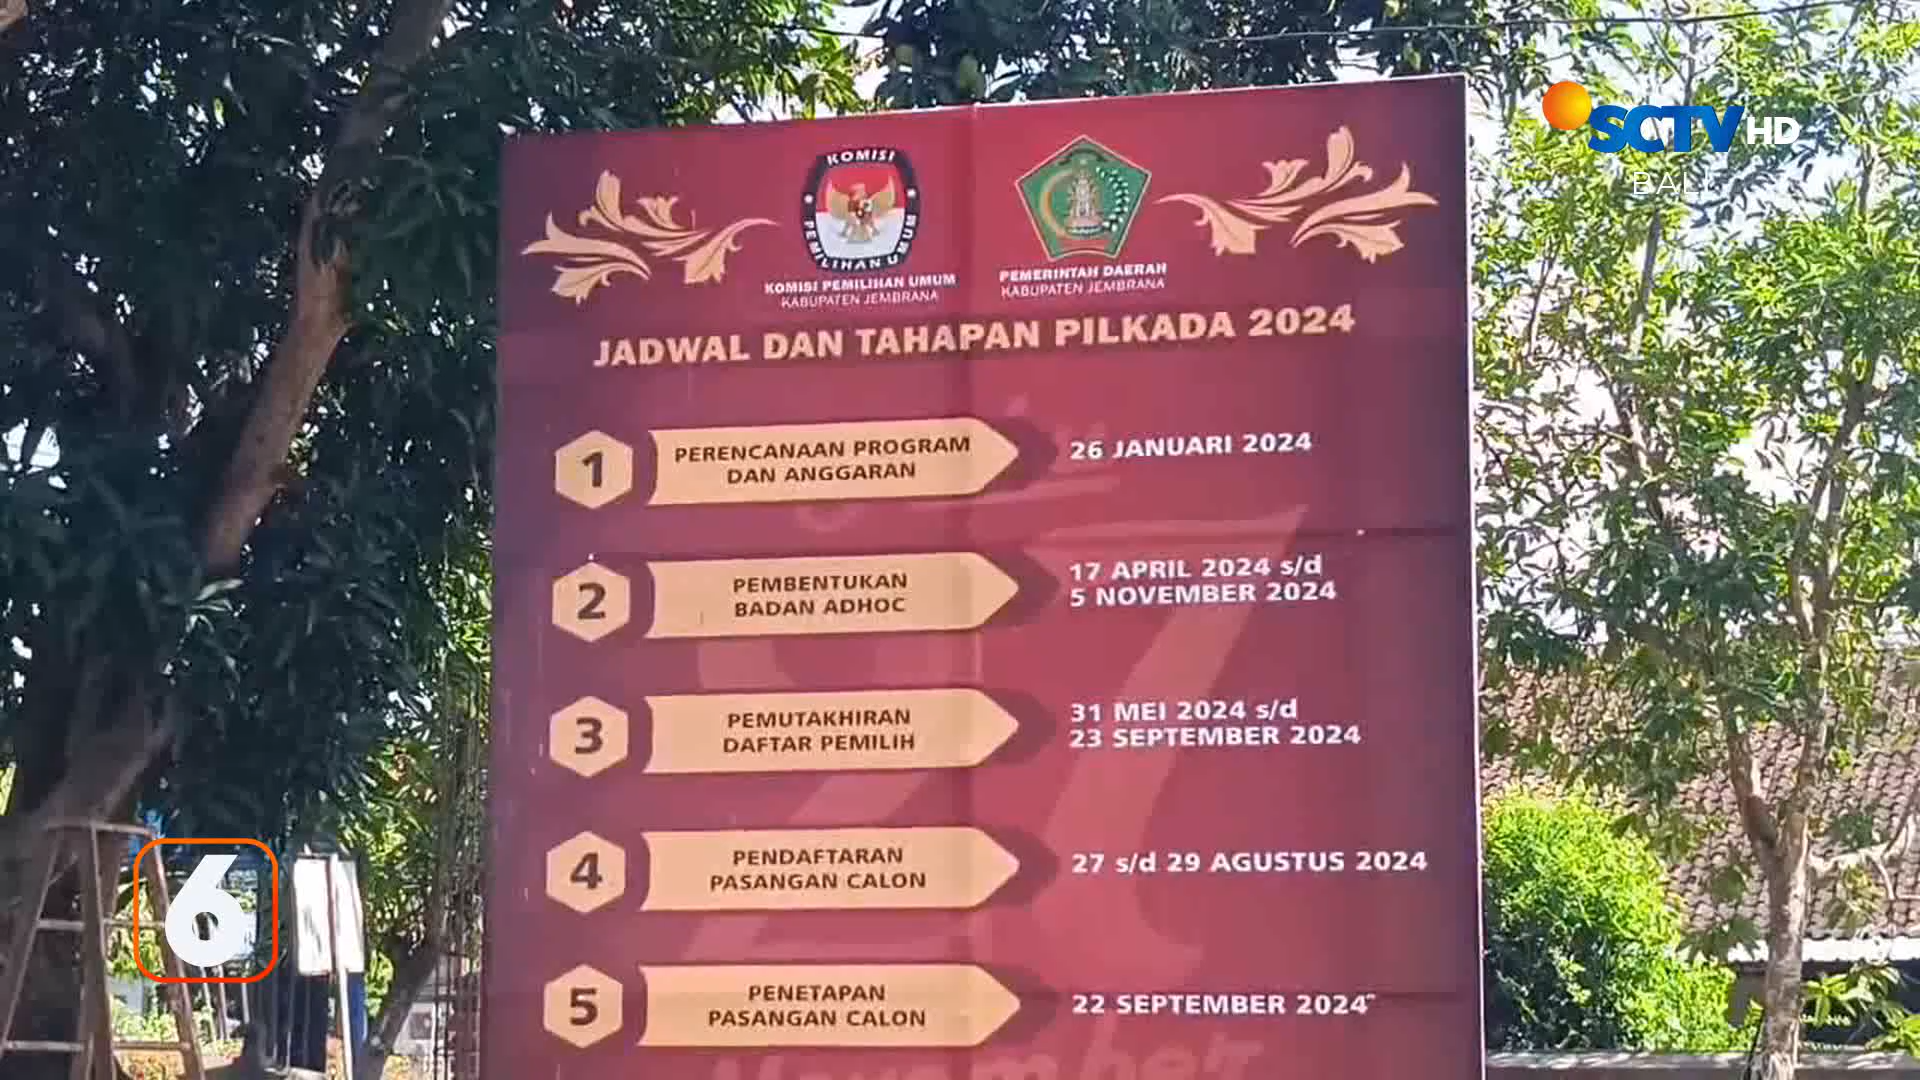 SCTV HD
BALI
KOMISI
PEMILIHAN UMUM
KOMISI PEMILIHAN UMUM
KABUPATEN JEMBRANA
PEMERINTAH DAERAH
KABUPATEN JEMBRANA
JADWAL DAN TAHAPAN PILKADA 2024
1
PERENCANAAN PROGRAM
DAN ANGGARAN
26 JANUARI 2024
2
PEMBENTUKAN
BADAN ADHOC
17 APRIL 2024 s/d
5 NOVEMBER 2024
3
PEMUTAKHIRAN
DAFTAR PEMILIH
31 MEI 2024 s/d
23 SEPTEMBER 2024
4
PENDAFTARAN
PASANGAN CALON
27 s/d 29 AGUSTUS 2024
5
PENETAPAN
PASANGAN CALON
22 SEPTEMBER 2024
27
6